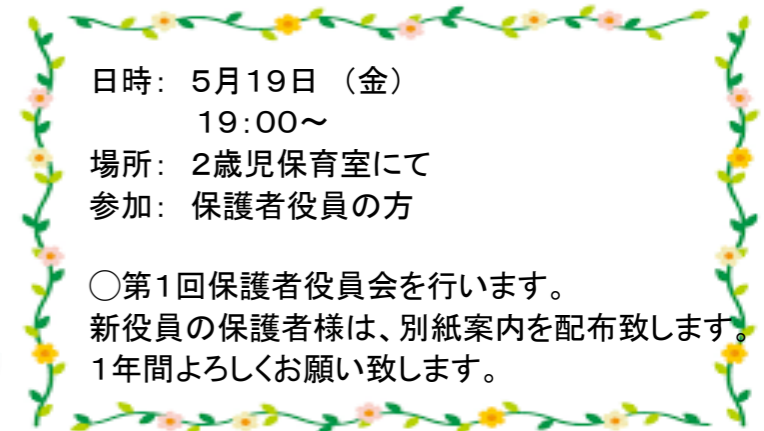 日時： ５月１９日 （金）
１９：００～
場所： ２歳児保育室にて
参加： 保護者役員の方
◯第１回保護者役員会を行います。
新役員の保護者様は、別紙案内を配布致します。
１年間よろしくお願い致します。